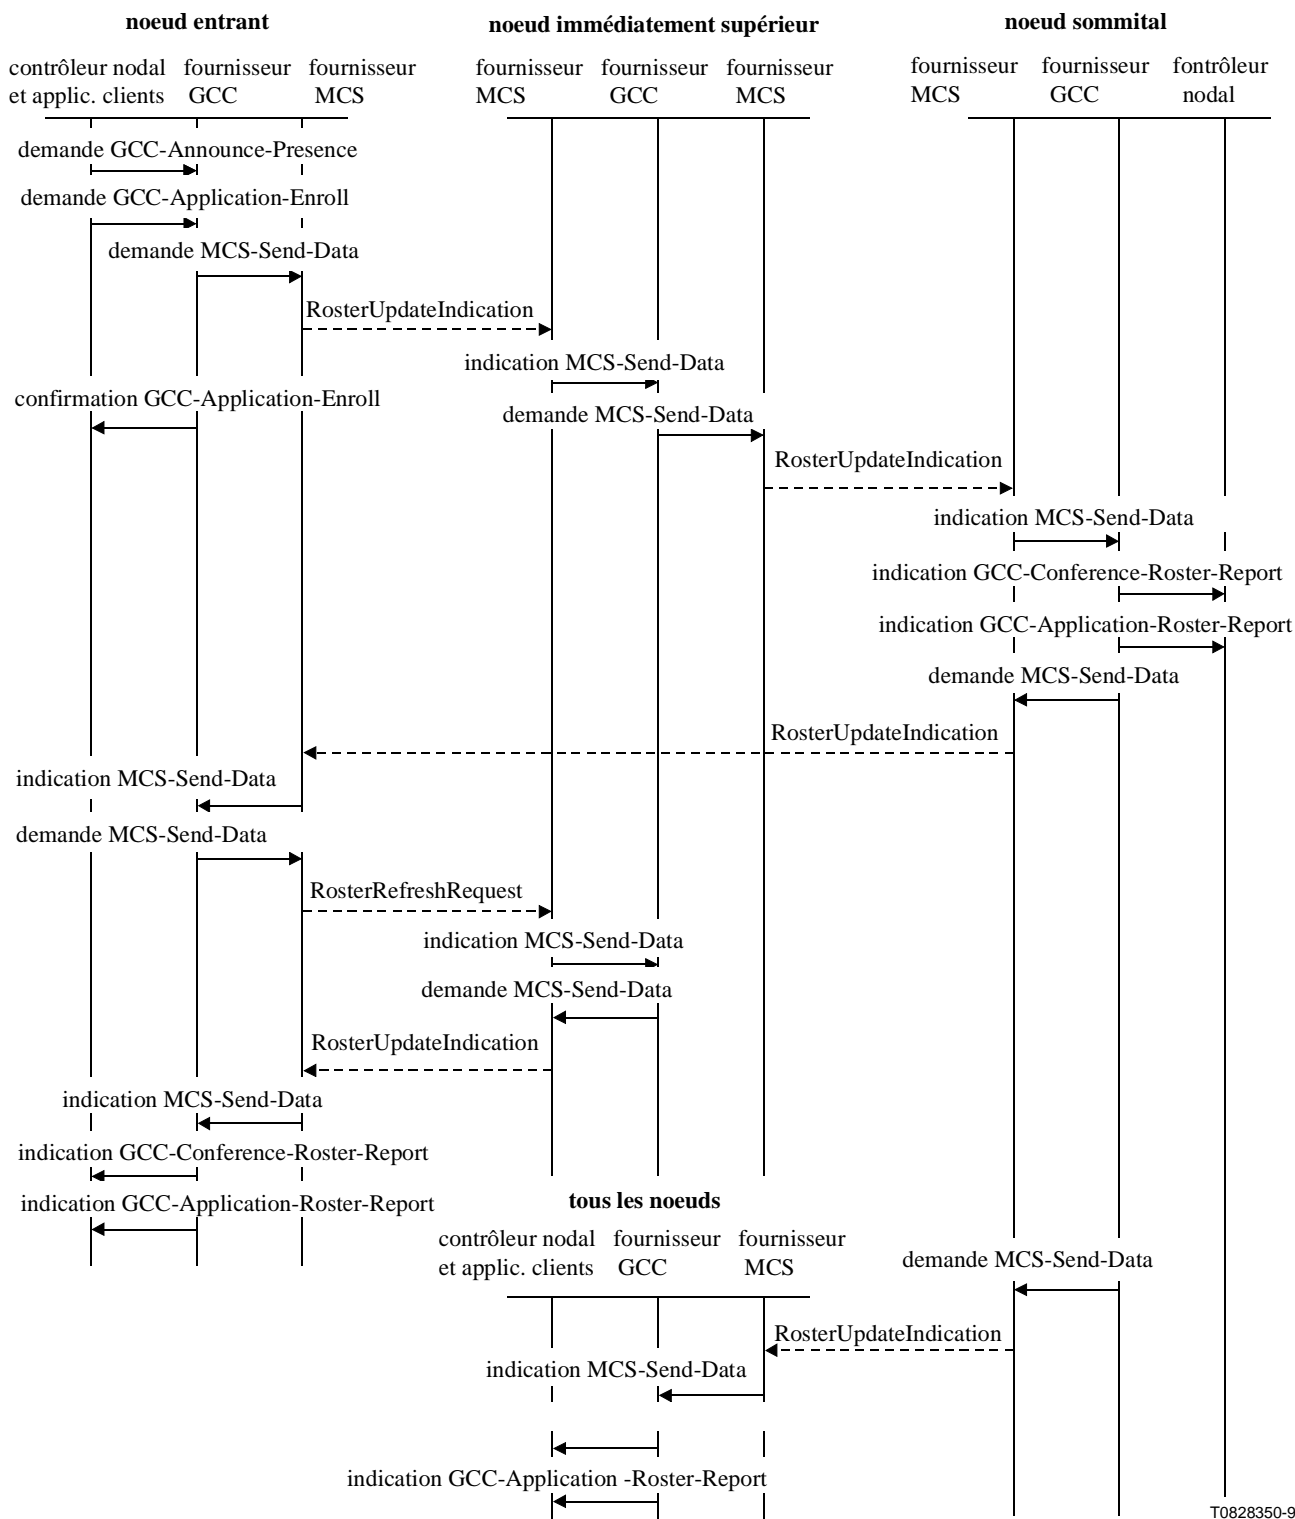 noeud entrant
noeud immédiatement supérieur
noeud sommital
contrôleur nodal et applic. clients
fournisseur GCC
fournisseur MCS
fournisseur MCS
fournisseur GCC
fournisseur MCS
fournisseur MCS
fournisseur GCC
fontrôleur nodal
demande GCC-Announce-Presence
demande GCC-Application-Enroll
demande MCS-Send-Data
RosterUpdateIndication
indication MCS-Send-Data
confirmation GCC-Application-Enroll
demande MCS-Send-Data
RosterUpdateIndication
indication MCS-Send-Data
indication GCC-Conference-Roster-Report
indication GCC-Application-Roster-Report
demande MCS-Send-Data
RosterUpdateIndication
indication MCS-Send-Data
demande MCS-Send-Data
RosterRefreshRequest
indication MCS-Send-Data
demande MCS-Send-Data
RosterUpdateIndication
indication MCS-Send-Data
indication GCC-Conference-Roster-Report
indication GCC-Application-Roster-Report
tous les noeuds
contrôleur nodal et applic. clients
fournisseur GCC
fournisseur MCS
demande MCS-Send-Data
RosterUpdateIndication
indication MCS-Send-Data
indication GCC-Application -Roster-Report
T0828350-9